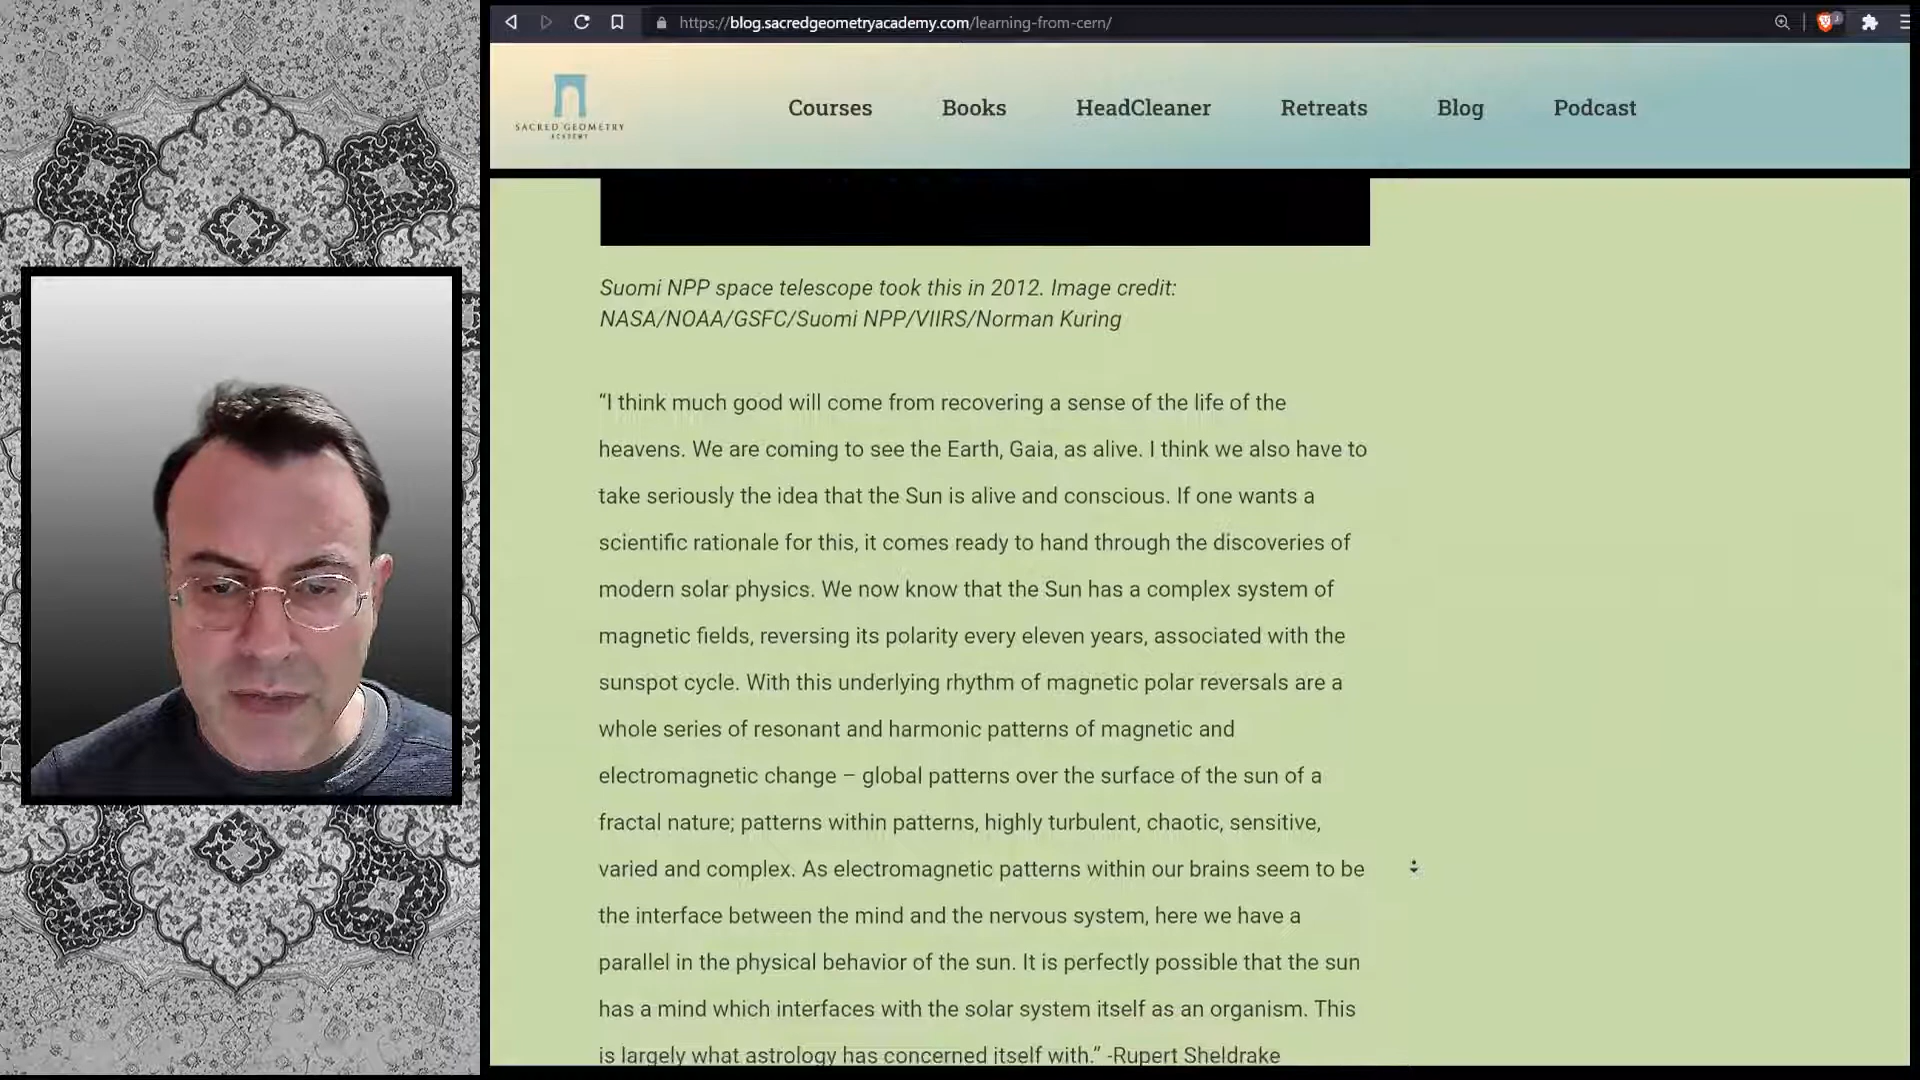 https://blog.sacredgeometryacademy.com/learning-from-cern/
SACRED GEOMETRY
ACADEMY
Courses
Books
HeadCleaner
Retreats
Blog
Podcast
Suomi NPP space telescope took this in 2012. Image credit:
NASA/NOAA/GSFC/Suomi NPP/VIIRS/Norman Kuring
“I think much good will come from recovering a sense of the life of the
heavens. We are coming to see the Earth, Gaia, as alive. I think we also have to
take seriously the idea that the Sun is alive and conscious. If one wants a
scientific rationale for this, it comes ready to hand through the discoveries of
modern solar physics. We now know that the Sun has a complex system of
magnetic fields, reversing its polarity every eleven years, associated with the
sunspot cycle. With this underlying rhythm of magnetic polar reversals are a
whole series of resonant and harmonic patterns of magnetic and
electromagnetic change – global patterns over the surface of the sun of a
fractal nature; patterns within patterns, highly turbulent, chaotic, sensitive,
varied and complex. As electromagnetic patterns within our brains seem to be
the interface between the mind and the nervous system, here we have a
parallel in the physical behavior of the sun. It is perfectly possible that the sun
has a mind which interfaces with the solar system itself as an organism. This
is largely what astrology has concerned itself with.” -Rupert Sheldrake